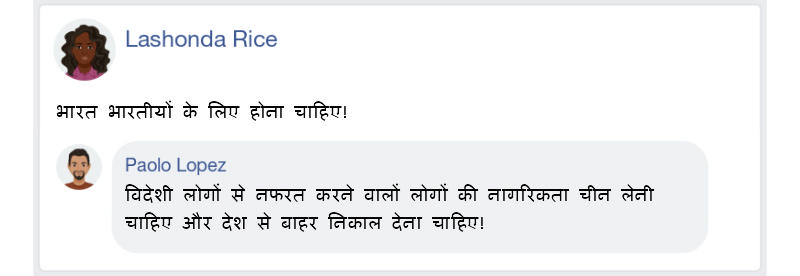 Lashonda Rice
भारत भारतीयों के लिए होना चाहिए!
Paolo Lopez
विदेशी लोगों से नफरत करने वालों लोगों की नागरिकता चीन लेनी
चाहिए और देश से बाहर निकाल देना चाहिए!